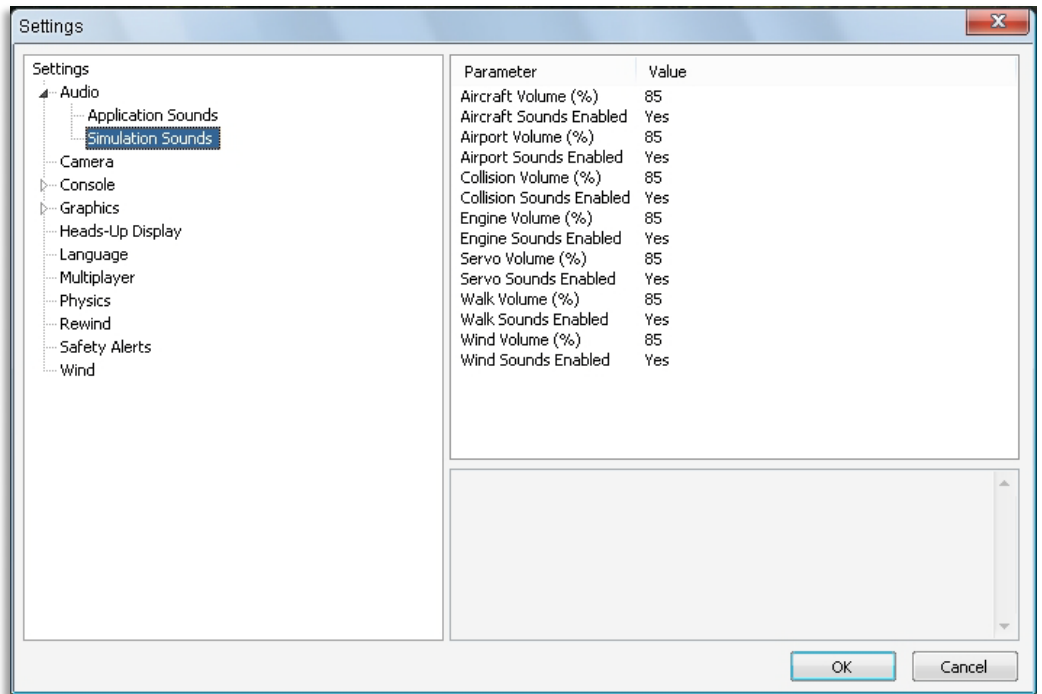 Settings
Settings
Audio
Application Sounds
Simulation Sounds
Camera
Console
Graphics
Heads-Up Display
Language
Multiplayer
Physics
Rewind
Safety Alerts
Wind
Parameter Value
Aircraft Volume (%) 85
Aircraft Sounds Enabled Yes
Airport Volume (%) 85
Airport Sounds Enabled Yes
Collision Volume (%) 85
Collision Sounds Enabled Yes
Engine Volume (%) 85
Engine Sounds Enabled Yes
Servo Volume (%) 85
Servo Sounds Enabled Yes
Walk Volume (%) 85
Walk Sounds Enabled Yes
Wind Volume (%) 85
Wind Sounds Enabled Yes
OK Cancel